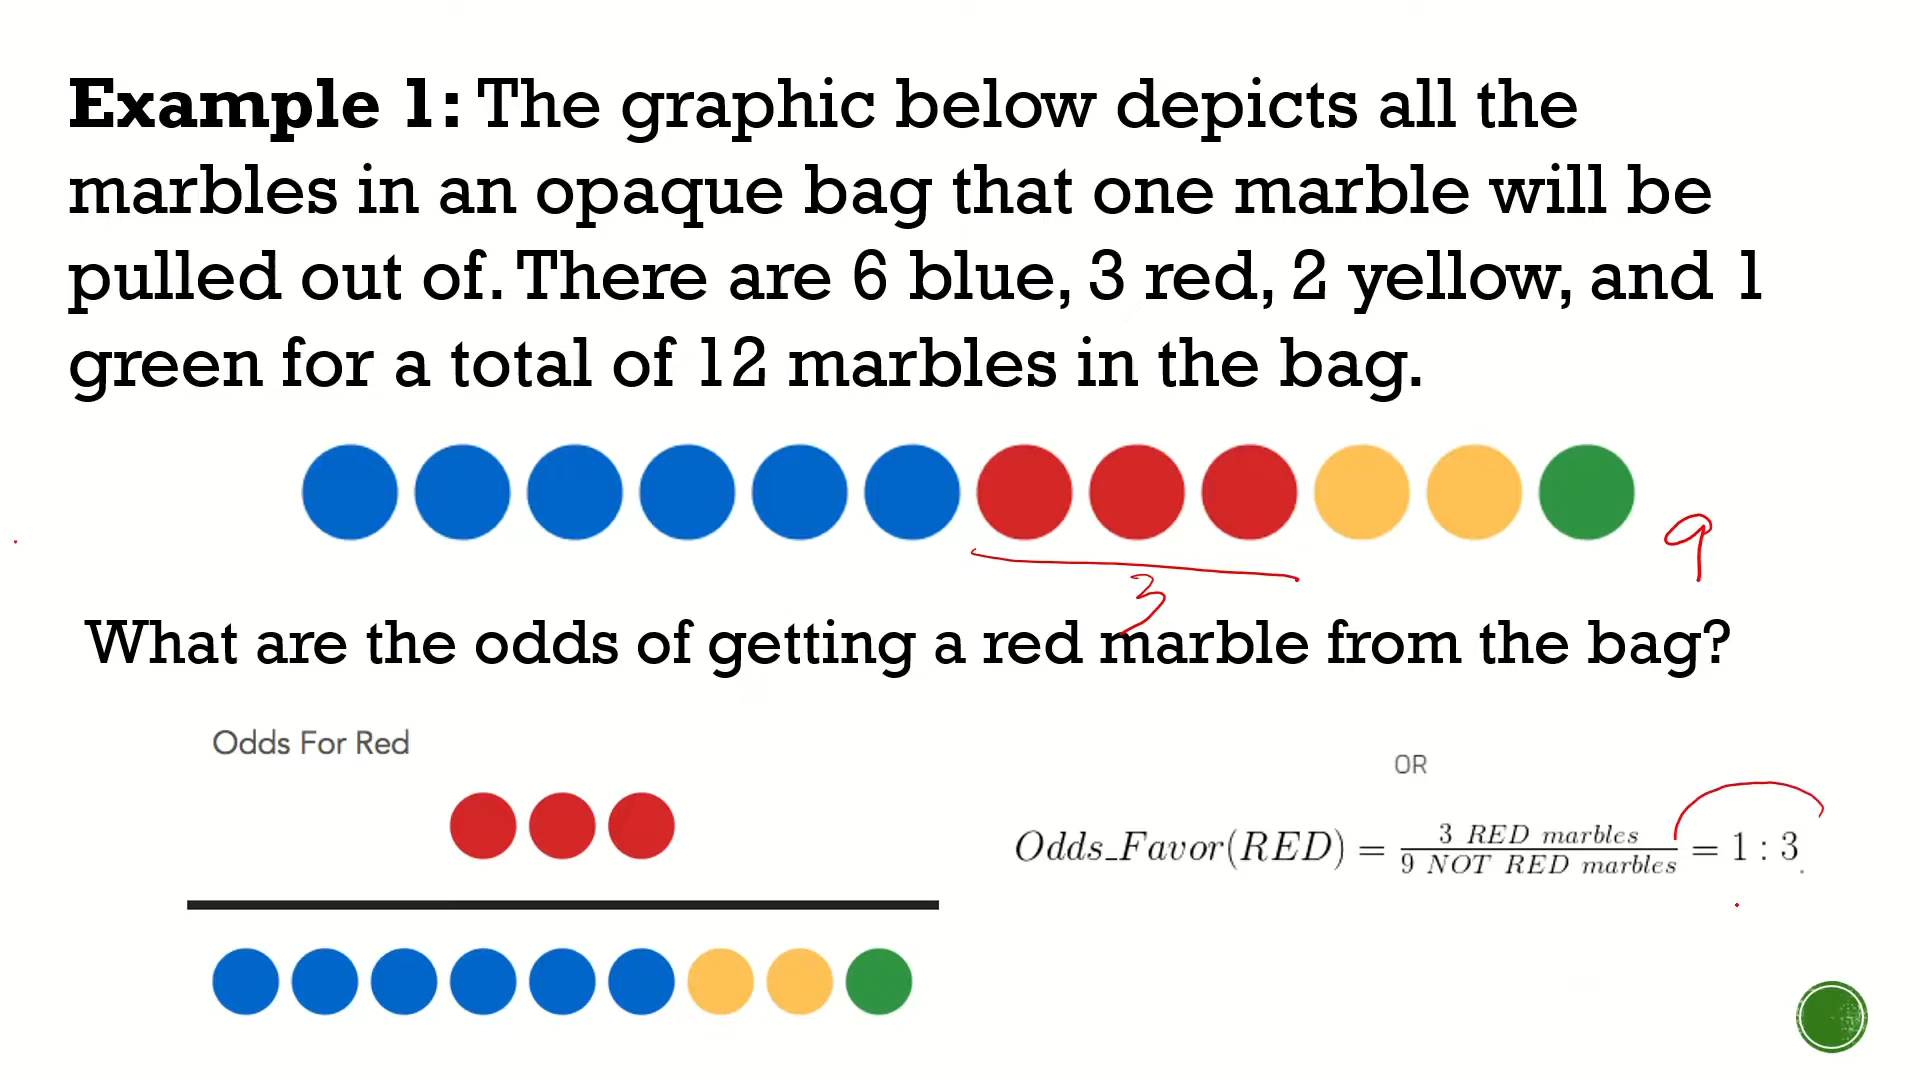 Example 1: The graphic below depicts all the
marbles in an opaque bag that one marble will be
pulled out of. There are 6 blue, 3 red, 2 yellow, and 1
green for a total of 12 marbles in the bag.
9
3
What are the odds of getting a red marble from the bag?
Odds For Red
OR
Odds_Favor(RED) = 3 RED marbles / 9 NOT RED marbles = 1 : 3.